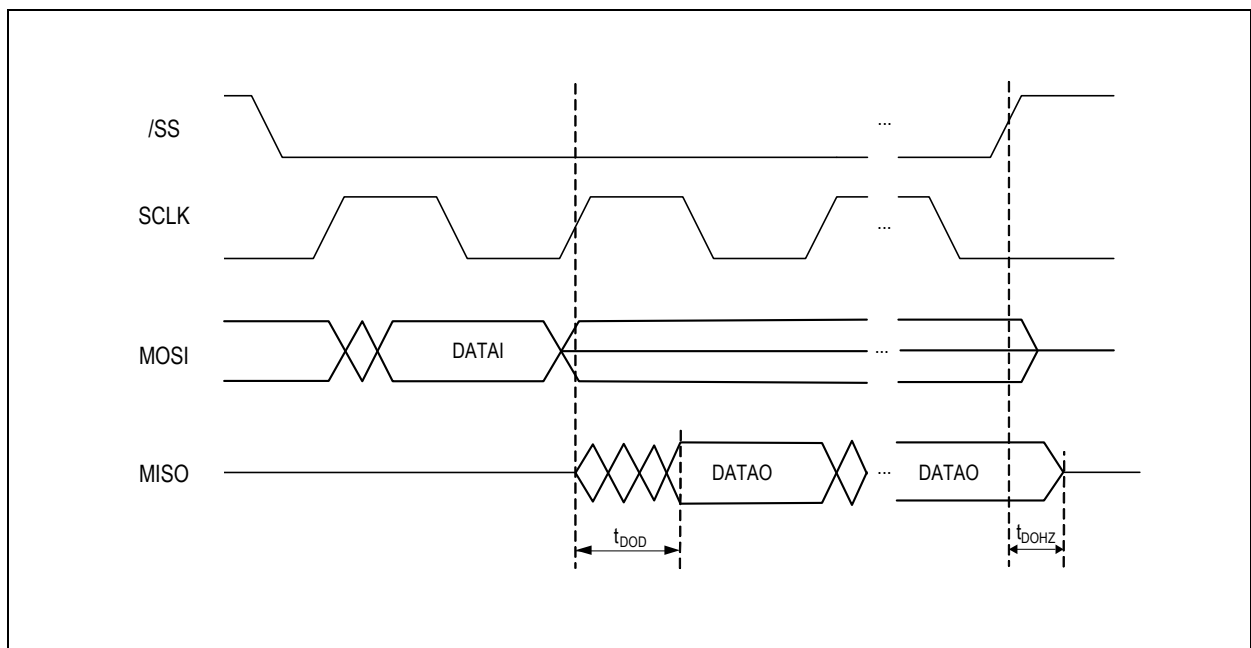 /SS
...
SCLK
...
MOSI
DATAI
...
MISO
DATAO
...
DATAO
tDOD
tDOHZ